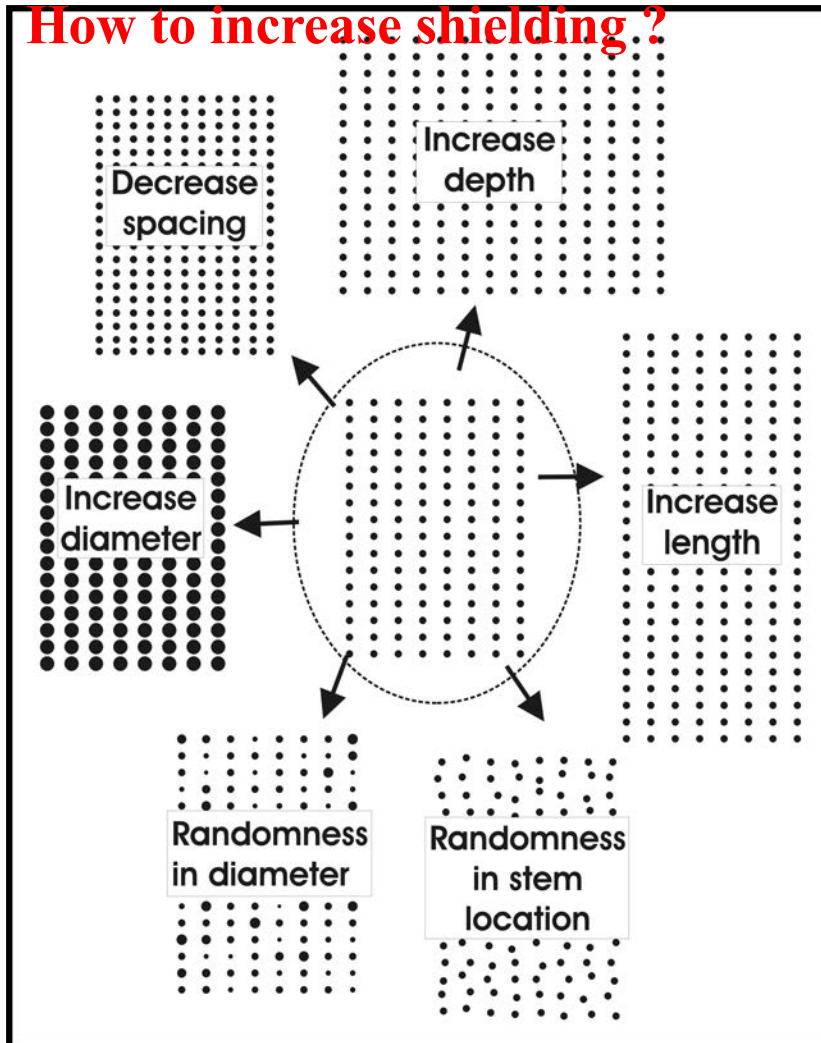 How to increase shielding ?
Increase
depth
Decrease
spacing
Increase
diameter
Increase
length
Randomness
in diameter
Randomness
in stem
location